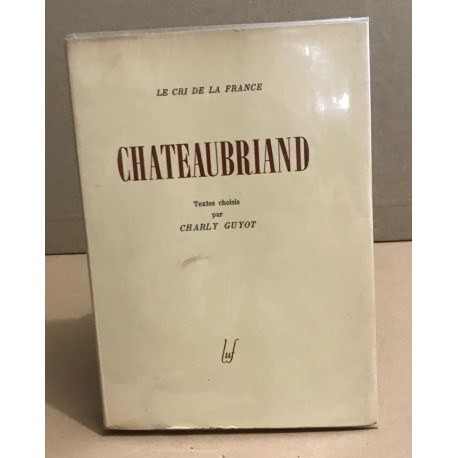 LE CRI DE LA FRANCE
CHATEAUBRIAND
Textes choisis
par
CHARLY GUYOT
luf